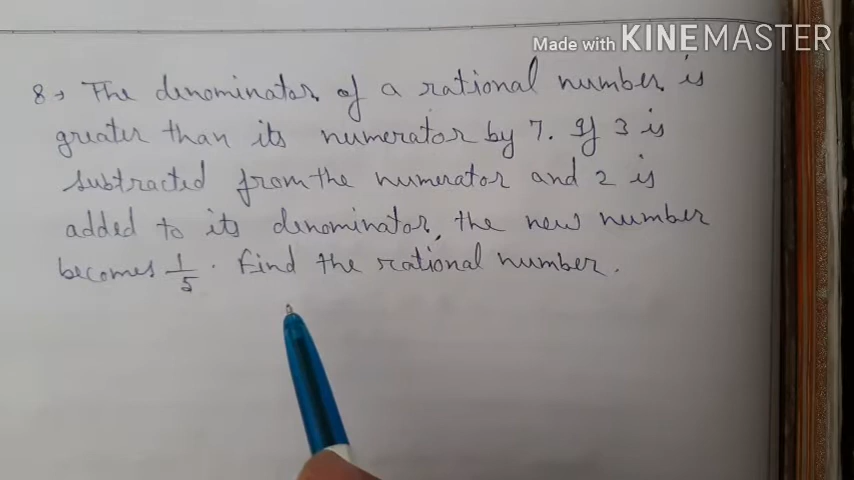 Made with KINEMASTER
8, The denominator of a rational number is
greater than its numerator by 7. If 3 is
subtracted from the numerator and 2 is
added to its denominator, the new number
becomes 1/5. Find the rational number.